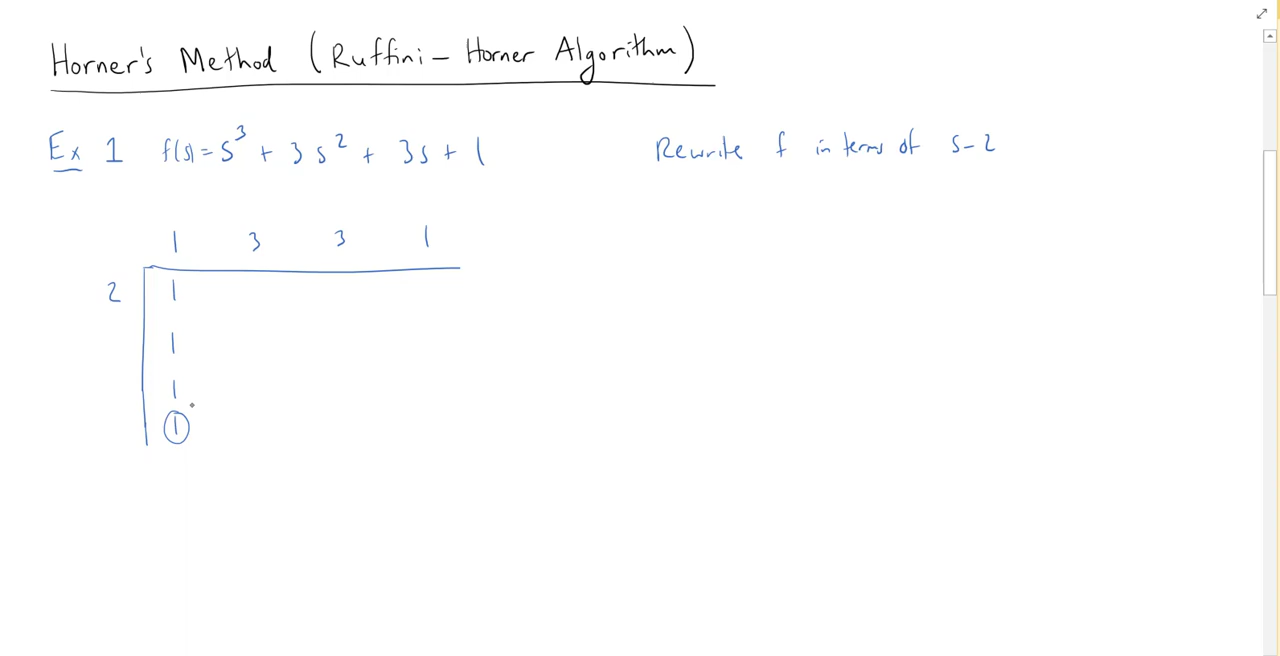 Horner's Method (Ruffini - Horner Algorithm)
Ex 1 f(s) = s³ + 3s² + 3s + 1 Rewrite f in terms of s-2
1 3 3 1
2 1
1
1
1